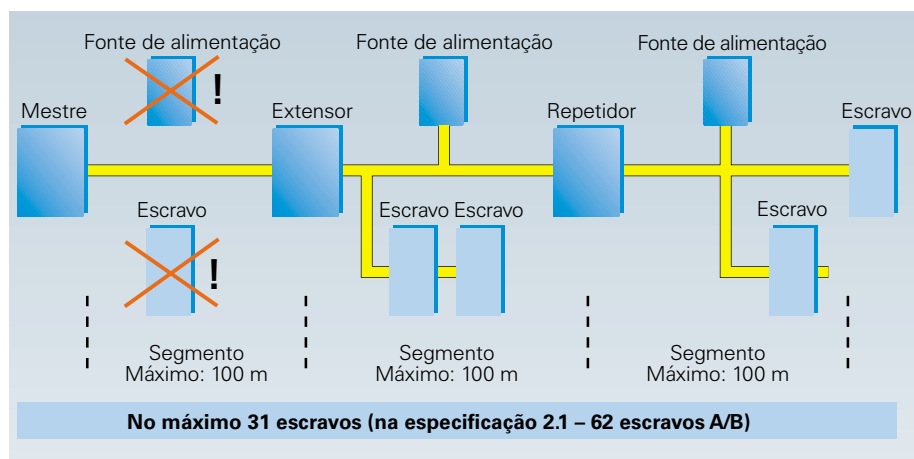 Fonte de alimentação
Fonte de alimentação
Fonte de alimentação
!
Mestre
Extensor
Repetidor
Escravo
Escravo
Escravo Escravo
Escravo
!
Segmento
Máximo: 100 m
Segmento
Máximo: 100 m
Segmento
Máximo: 100 m
No máximo 31 escravos (na especificação 2.1 – 62 escravos A/B)